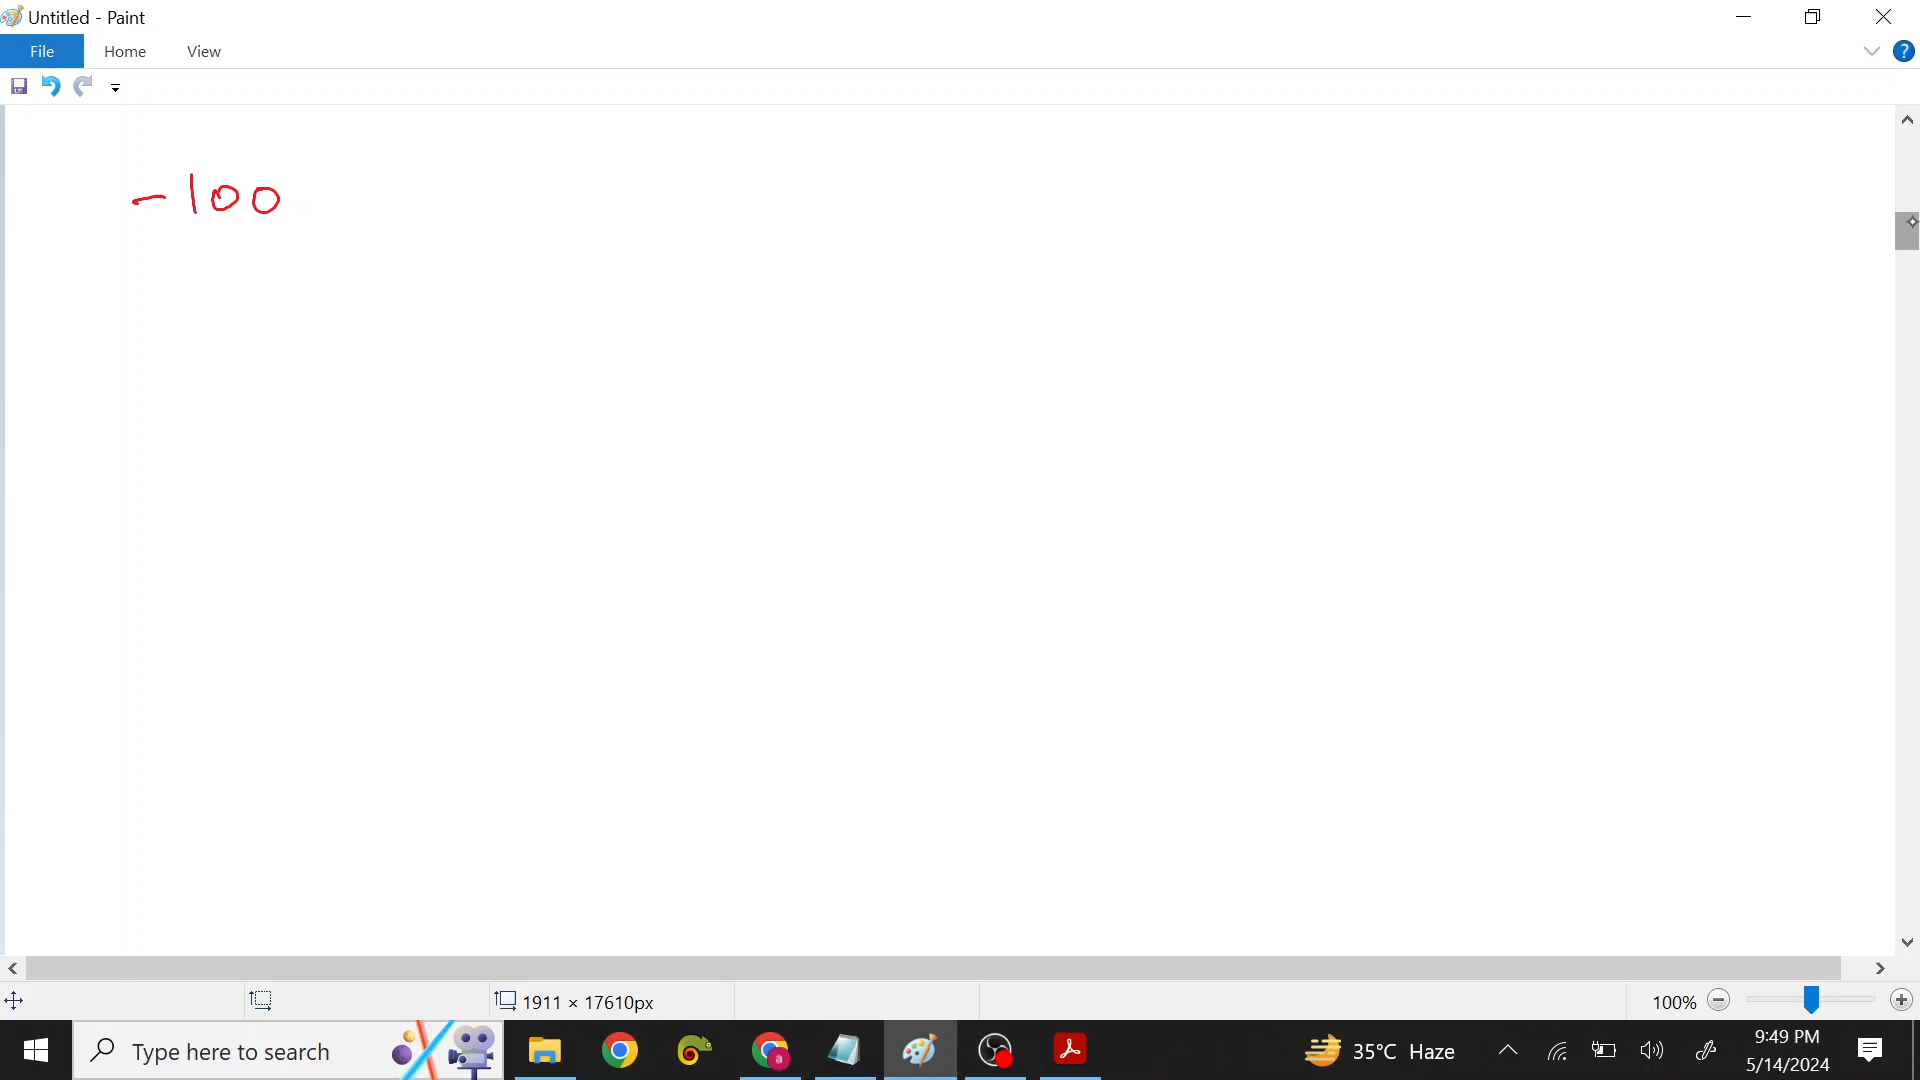 Untitled - Paint
File Home View
- 100
1911 × 17610px
100%
Type here to search
35°C Haze
9:49 PM
5/14/2024